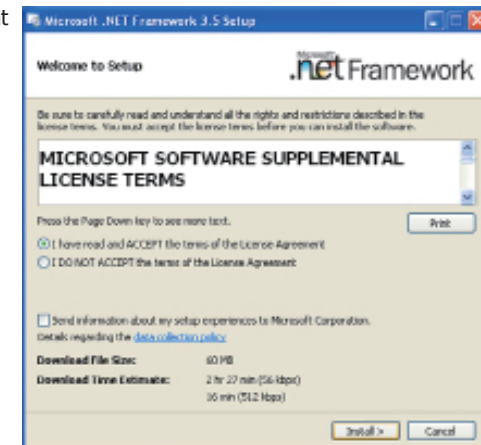 nt
Microsoft .NET Framework 3.5 Setup
Welcome to Setup
Microsoft
.net Framework
Be sure to carefully read and understand all the rights and restrictions described in the
license terms. You must accept the license terms before you can install the software.
MICROSOFT SOFTWARE SUPPLEMENTAL
LICENSE TERMS
Press the Page Down key to see more text.
Print
I have read and ACCEPT the terms of the License Agreement
I DO NOT ACCEPT the terms of the License Agreement
Send information about my setup experiences to Microsoft Corporation.
Details regarding the data collection policy
Download File Size: 60 MB
Download Time Estimate: 2 hr 27 min (56 kbps)
16 min (512 kbps)
Install >
Cancel